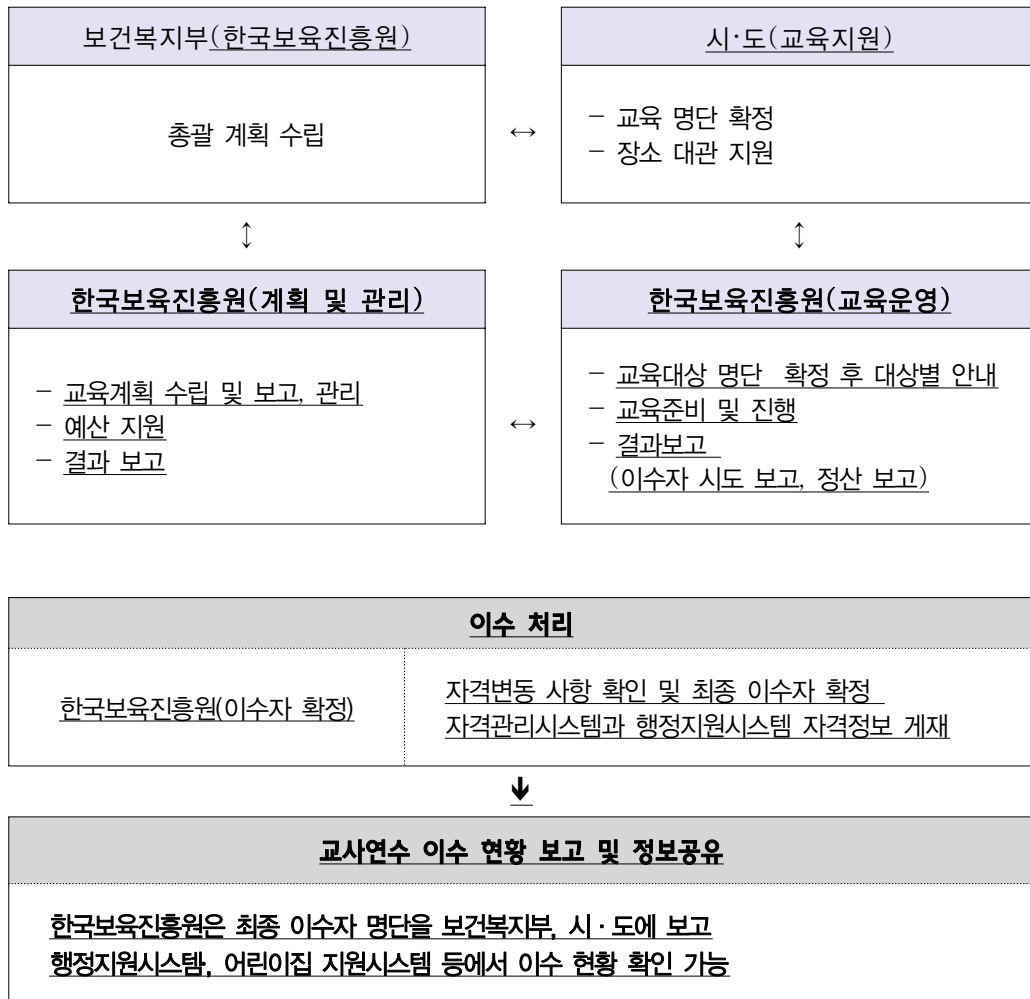 보건복지부(한국보육진흥원)
총괄 계획 수립
↔
시·도(교육지원)
- 교육 명단 확정
- 장소 대관 지원
↕ ↕
한국보육진흥원(계획 및 관리)
- 교육계획 수립 및 보고, 관리
- 예산 지원
- 결과 보고
↔
한국보육진흥원(교육운영)
- 교육대상 명단 확정 후 대상별 안내
- 교육준비 및 진행
- 결과보고
(이수자 시도 보고, 정산 보고)
이수 처리
한국보육진흥원(이수자 확정)
자격변동 사항 확인 및 최종 이수자 확정
자격관리시스템과 행정지원시스템 자격정보 게재
↓
교사연수 이수 현황 보고 및 정보공유
한국보육진흥원은 최종 이수자 명단을 보건복지부, 시·도에 보고
행정지원시스템, 어린이집 지원시스템 등에서 이수 현황 확인 가능